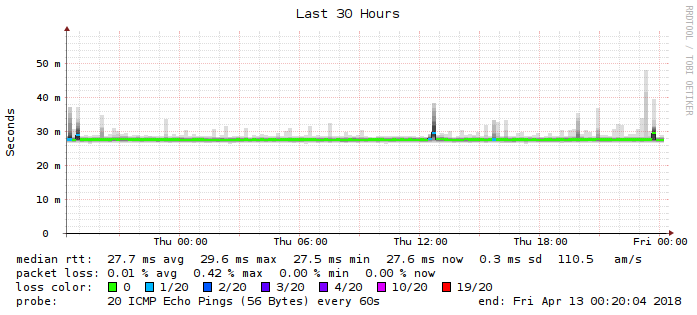 Last 30 Hours
RRDTOOL / TOBI OETIKER
Seconds
50 m
40 m
30 m
20 m
10 m
0
Thu 00:00 Thu 06:00 Thu 12:00 Thu 18:00 Fri 00:00
median rtt: 27.7 ms avg 29.6 ms max 27.5 ms min 27.6 ms now 0.3 ms sd 110.5 am/s
packet loss: 0.01 % avg 0.42 % max 0.00 % min 0.00 % now
loss color: 0 1/20 2/20 3/20 4/20 10/20 19/20
probe: 20 ICMP Echo Pings (56 Bytes) every 60s end: Fri Apr 13 00:20:04 2018